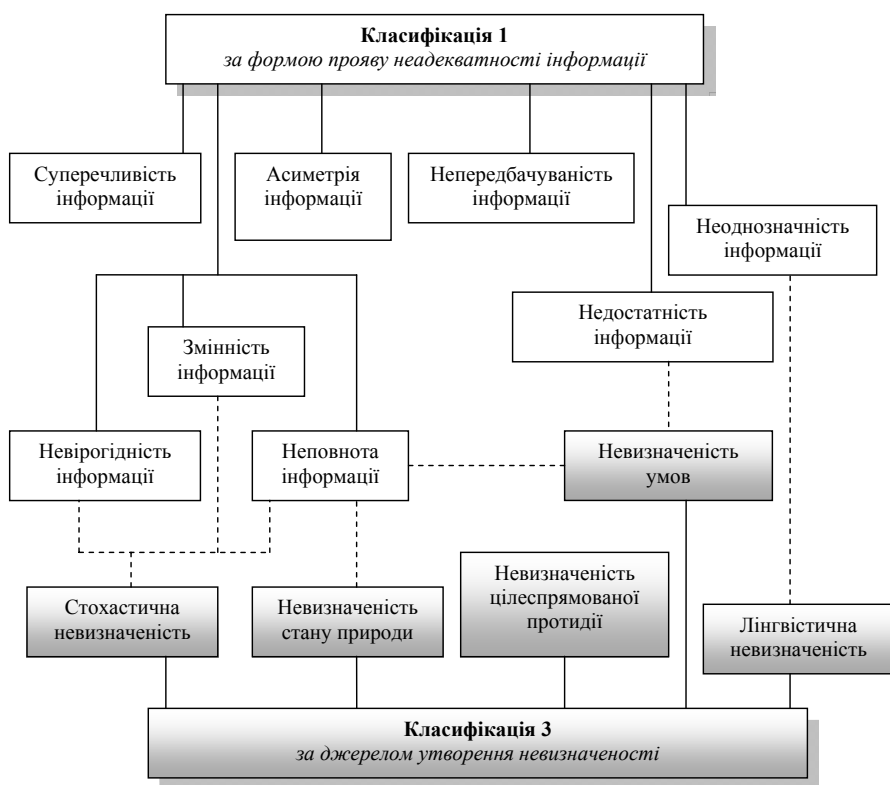 Класифікація 1
за формою прояву неадекватності інформації
Суперечливість
інформації
Асиметрія
інформації
Непередбачуваність
інформації
Неоднозначність
інформації
Недостатність
інформації
Змінність
інформації
Невірогідність
інформації
Неповнота
інформації
Невизначеність
умов
Стохастична
невизначеність
Невизначеність
стану природи
Невизначеність
цілеспрямованої
протидії
Лінгвістична
невизначеність
Класифікація 3
за джерелом утворення невизначеності